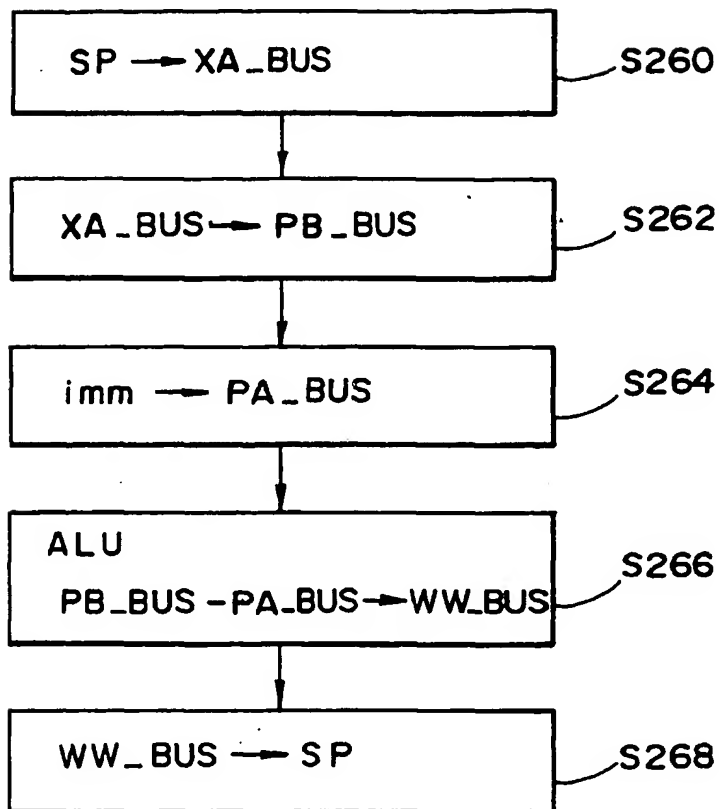 SP → XA_BUS
S260
XA_BUS → PB_BUS
S262
imm → PA_BUS
S264
ALU
PB_BUS - PA_BUS → WW_BUS
S266
WW_BUS → SP
S268